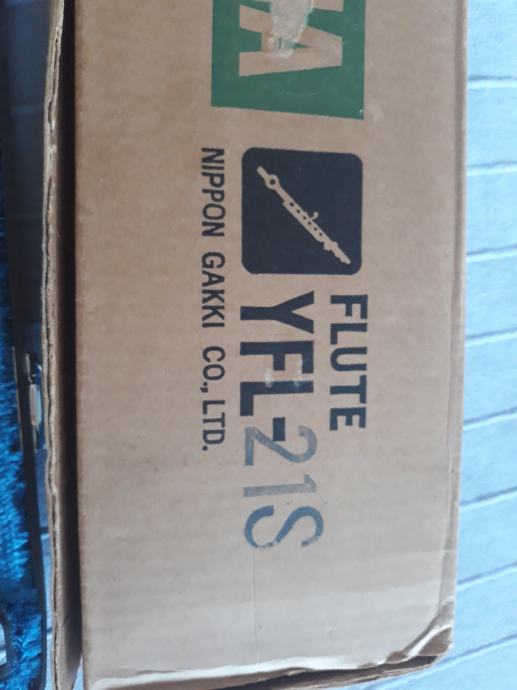 FLUTE
YFL-21S
NIPPON GAKKI CO., LTD.